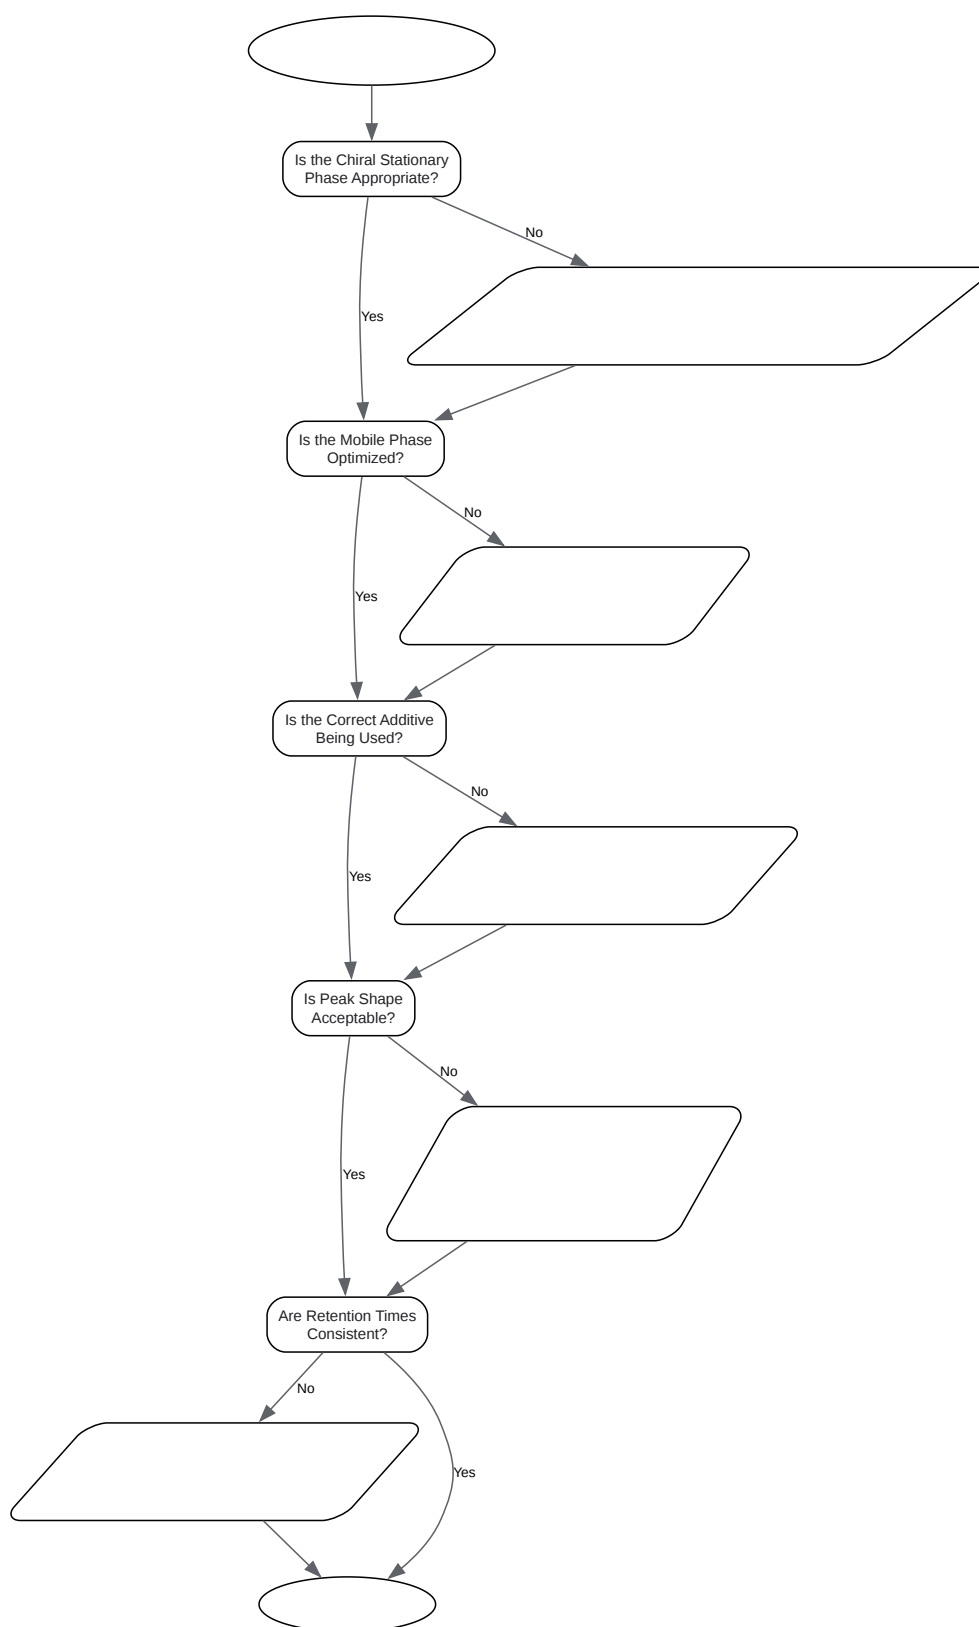 Is the Chiral Stationary
Phase Appropriate?
No
Yes
Is the Mobile Phase
Optimized?
No
Yes
Is the Correct Additive
Being Used?
No
Yes
Is Peak Shape
Acceptable?
No
Yes
Are Retention Times
Consistent?
No
Yes